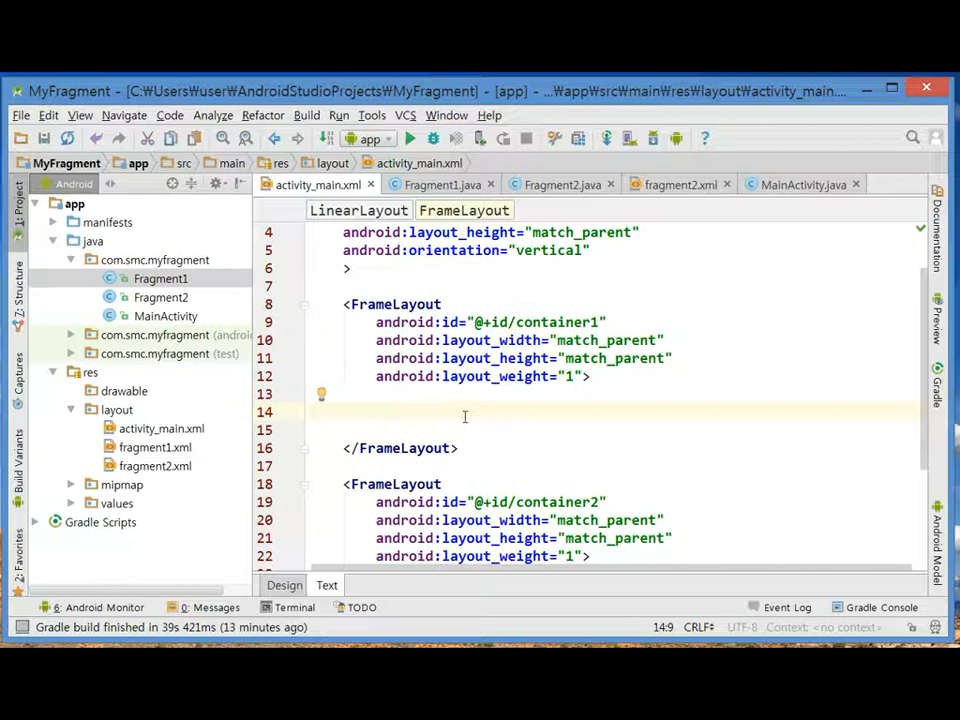 MyFragment - [C:₩Users₩user₩AndroidStudioProjects₩MyFragment] - [app] - ...₩app₩src₩main₩res₩layout₩activity_main....
File Edit View Navigate Code Analyze Refactor Build Run Tools VCS Window Help
app
MyFragment app src main res layout activity_main.xml
Android
activity_main.xml Fragment1.java Fragment2.java fragment2.xml MainActivity.java
LinearLayout FrameLayout
1: Project
7: Structure
Captures
Build Variants
2: Favorites
app
manifests
java
com.smc.myfragment
Fragment1
Fragment2
MainActivity
com.smc.myfragment (androi
com.smc.myfragment (test)
res
drawable
layout
activity_main.xml
fragment1.xml
fragment2.xml
mipmap
values
Gradle Scripts
4 android:layout_height="match_parent"
5 android:orientation="vertical"
6 >
7
8 <FrameLayout
9 android:id="@+id/container1"
10 android:layout_width="match_parent"
11 android:layout_height="match_parent"
12 android:layout_weight="1">
13
14
15
16 </FrameLayout>
17
18 <FrameLayout
19 android:id="@+id/container2"
20 android:layout_width="match_parent"
21 android:layout_height="match_parent"
22 android:layout_weight="1">
Documentation
Preview
Gradle
Android Model
Design Text
6: Android Monitor 0: Messages Terminal TODO Event Log Gradle Console
Gradle build finished in 39s 421ms (13 minutes ago) 14:9 CRLF UTF-8 Context: <no context>